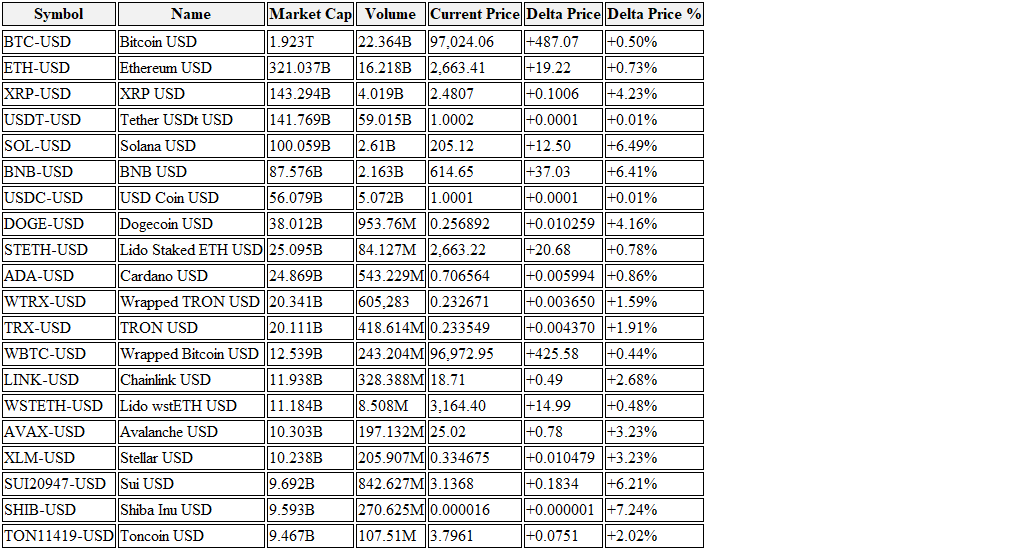 Symbol Name Market Cap Volume Current Price Delta Price Delta Price %
BTC-USD Bitcoin USD 1.923T 22.364B 97,024.06 +487.07 +0.50%
ETH-USD Ethereum USD 321.037B 16.218B 2,663.41 +19.22 +0.73%
XRP-USD XRP USD 143.294B 4.019B 2.4807 +0.1006 +4.23%
USDT-USD Tether USDt USD 141.769B 59.015B 1.0002 +0.0001 +0.01%
SOL-USD Solana USD 100.059B 2.61B 205.12 +12.50 +6.49%
BNB-USD BNB USD 87.576B 2.163B 614.65 +37.03 +6.41%
USDC-USD USD Coin USD 56.079B 5.072B 1.0001 +0.0001 +0.01%
DOGE-USD Dogecoin USD 38.012B 953.76M 0.256892 +0.010259 +4.16%
STETH-USD Lido Staked ETH USD 25.095B 84.127M 2,663.22 +20.68 +0.78%
ADA-USD Cardano USD 24.869B 543.229M 0.706564 +0.005994 +0.86%
WTRX-USD Wrapped TRON USD 20.341B 605,283 0.232671 +0.003650 +1.59%
TRX-USD TRON USD 20.111B 418.614M 0.233549 +0.004370 +1.91%
WBTC-USD Wrapped Bitcoin USD 12.539B 243.204M 96,972.95 +425.58 +0.44%
LINK-USD Chainlink USD 11.938B 328.388M 18.71 +0.49 +2.68%
WSTETH-USD Lido wstETH USD 11.184B 8.508M 3,164.40 +14.99 +0.48%
AVAX-USD Avalanche USD 10.303B 197.132M 25.02 +0.78 +3.23%
XLM-USD Stellar USD 10.238B 205.907M 0.334675 +0.010479 +3.23%
SUI20947-USD Sui USD 9.692B 842.627M 3.1368 +0.1834 +6.21%
SHIB-USD Shiba Inu USD 9.593B 270.625M 0.000016 +0.000001 +7.24%
TON11419-USD Toncoin USD 9.467B 107.51M 3.7961 +0.0751 +2.02%